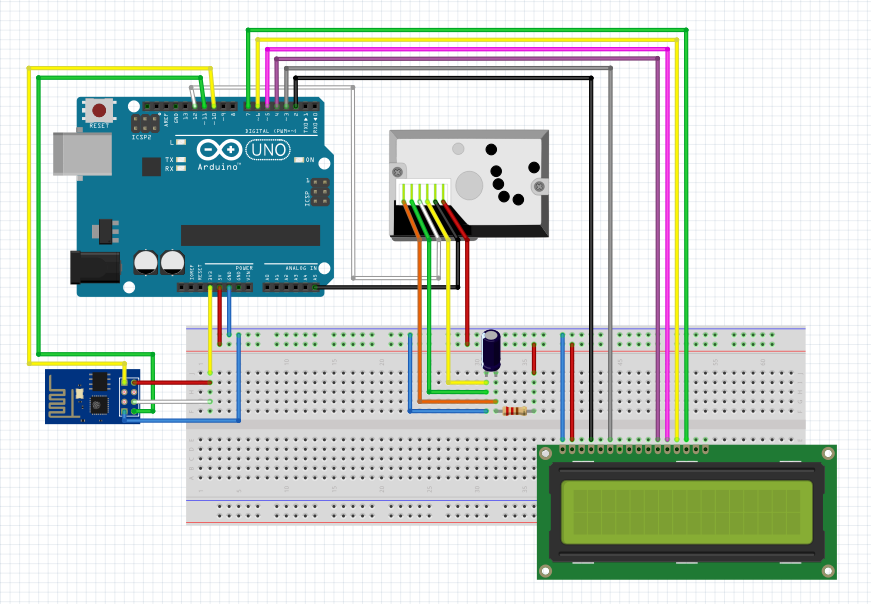 RESET
ICSP2
AREF
GND
13
12
~11
~10
~9
8
7
~6
~5
4
~3
2
TX▸1
RX◂0
DIGITAL (PWM=~)
L
TX
RX
Arduino™
UNO
ON
1
ICSP
IOREF
RESET
3V3
5V
GND
GND
VIN
POWER
ANALOG IN
A0
A1
A2
A3
A4
A5